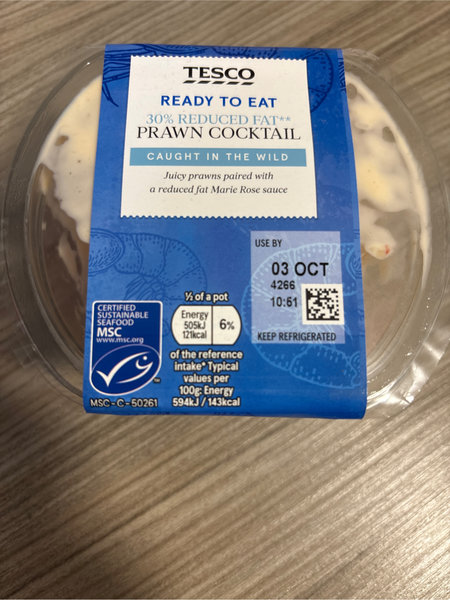 TESCO
READY TO EAT
30% REDUCED FAT**
PRAWN COCKTAIL
CAUGHT IN THE WILD
Juicy prawns paired with
a reduced fat Marie Rose sauce
USE BY
03 OCT
4266
10:61
KEEP REFRIGERATED
CERTIFIED
SUSTAINABLE
SEAFOOD
MSC
www.msc.org
TM
MSC-C-50261
½ of a pot
Energy
505kJ
121kcal
6%
of the reference
intake* Typical
values per
100g: Energy
594kJ / 143kcal